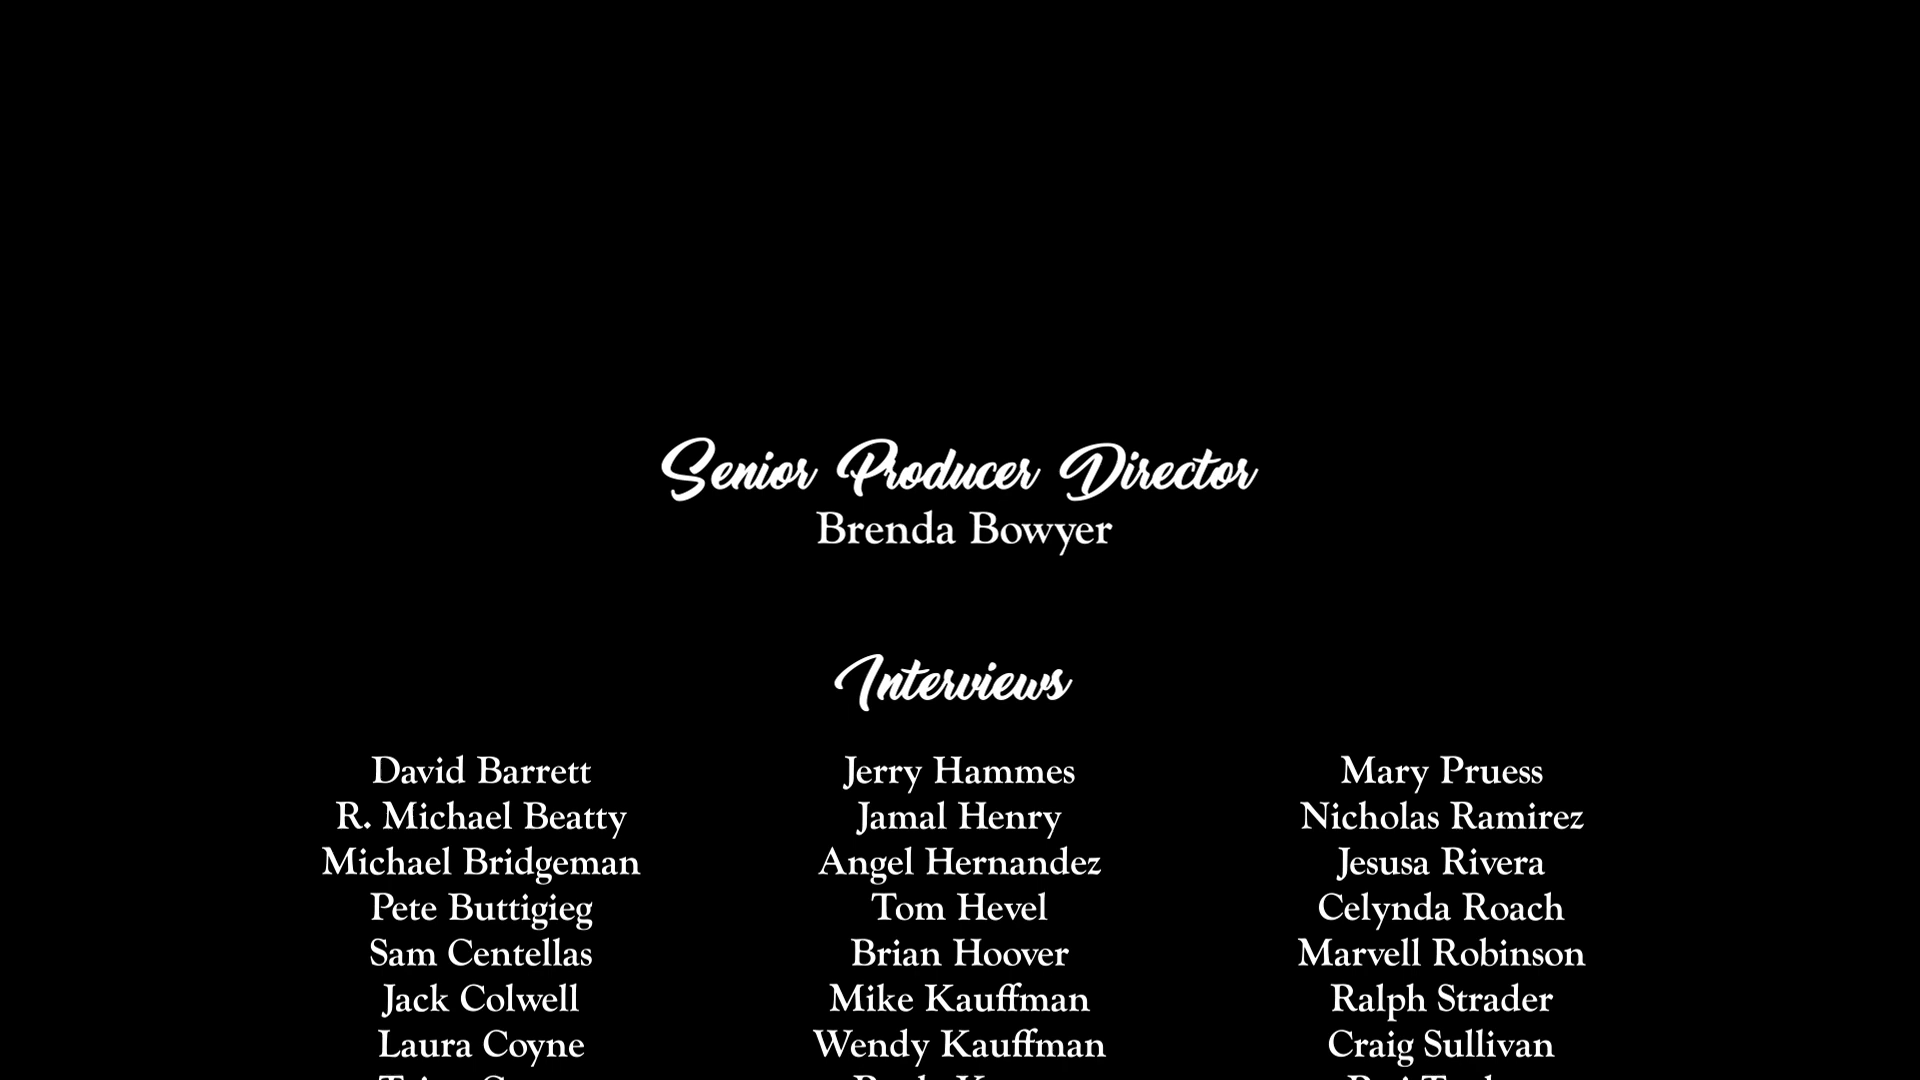 Senior Producer Director
Brenda Bowyer
Interviews
David Barrett
R. Michael Beatty
Michael Bridgeman
Pete Buttigieg
Sam Centellas
Jack Colwell
Laura Coyne
Jerry Hammes
Jamal Henry
Angel Hernandez
Tom Hevel
Brian Hoover
Mike Kauffman
Wendy Kauffman
Mary Pruess
Nicholas Ramirez
Jesusa Rivera
Celynda Roach
Marvell Robinson
Ralph Strader
Craig Sullivan